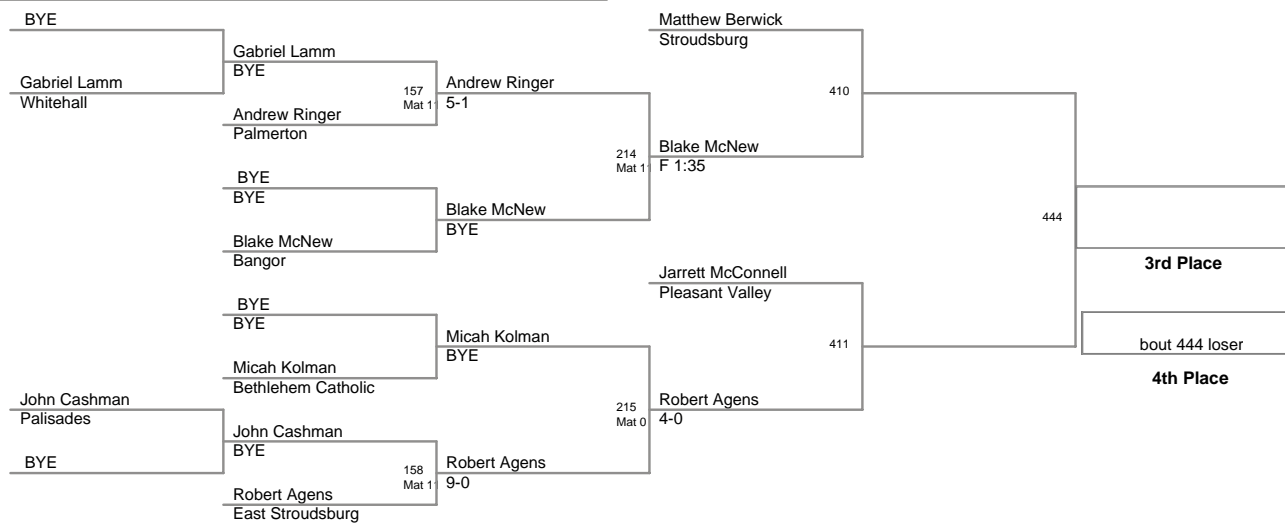 BYE
Gabriel Lamm
Whitehall
Gabriel Lamm
BYE
Andrew Ringer
Palmerton
157
Mat 11
Andrew Ringer
5-1
BYE
BYE
Blake McNew
Bangor
Blake McNew
BYE
214
Mat 11
Matthew Berwick
Stroudsburg
Blake McNew
F 1:35
410
BYE
BYE
Micah Kolman
Bethlehem Catholic
Micah Kolman
BYE
John Cashman
Palisades
BYE
John Cashman
BYE
Robert Agens
East Stroudsburg
158
Mat 11
Robert Agens
9-0
215
Mat 0
Jarrett McConnell
Pleasant Valley
Robert Agens
4-0
411
444
3rd Place
bout 444 loser
4th Place